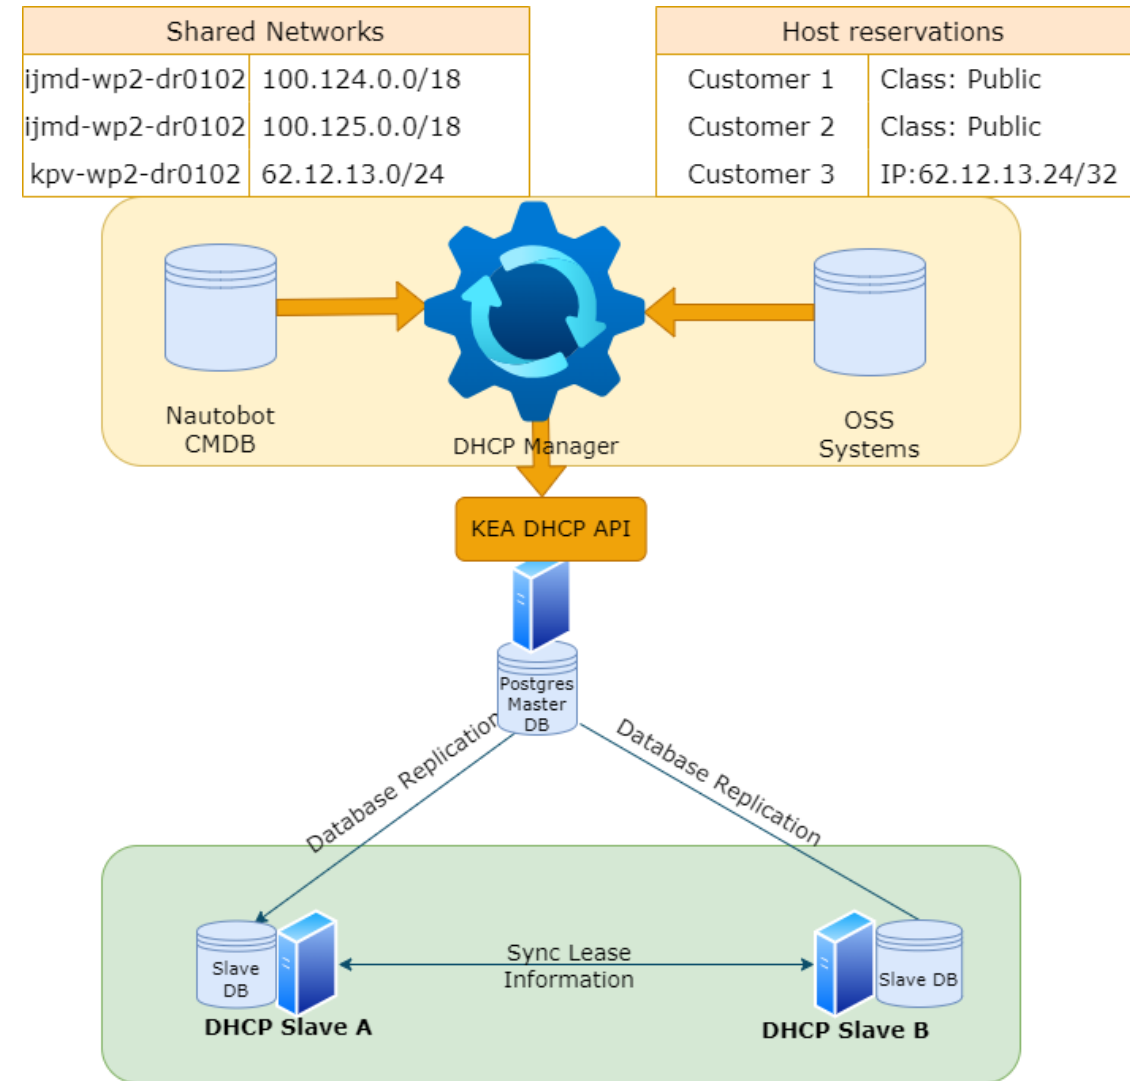 Shared Networks
ijmd-wp2-dr0102 100.124.0.0/18
ijmd-wp2-dr0102 100.125.0.0/18
kpv-wp2-dr0102 62.12.13.0/24
Host reservations
Customer 1 Class: Public
Customer 2 Class: Public
Customer 3 IP:62.12.13.24/32
Nautobot
CMDB
DHCP Manager
OSS
Systems
KEA DHCP API
Postgres
Master
DB
Database Replication
Database Replication
Slave
DB
DHCP Slave A
Sync Lease
Information
Slave DB
DHCP Slave B